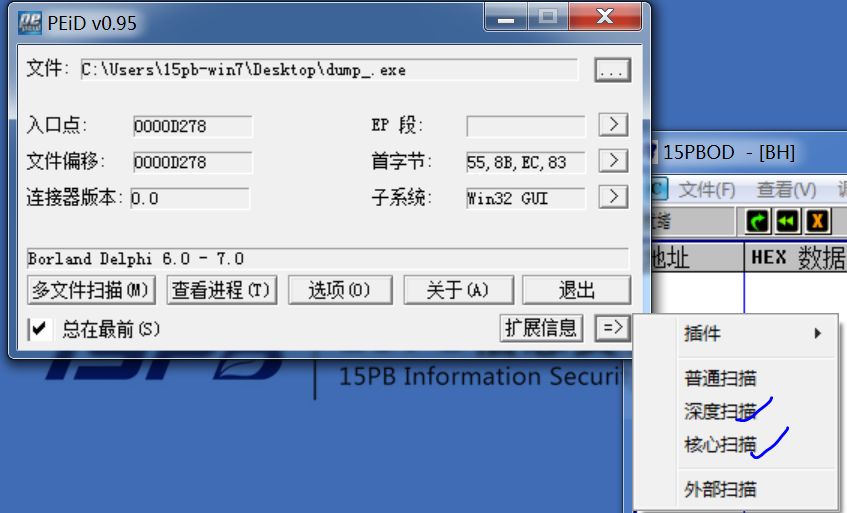 PEiD v0.95
文件: C:\Users\15pb-win7\Desktop\dump_.exe ...
入口点: 0000D278 EP 段: >
文件偏移: 0000D278 首字节: 55,8B,EC,83 >
连接器版本: 0.0 子系统: Win32 GUI >
Borland Delphi 6.0 - 7.0
多文件扫描(M) 查看进程(T) 选项(O) 关于(A) 退出
总在最前(S) 扩展信息 =>
15PBOD - [BH]
文件(F) 查看(V)
地址 HEX 数据
插件
普通扫描
深度扫描
核心扫描
外部扫描
15PB
15PB Information Securi